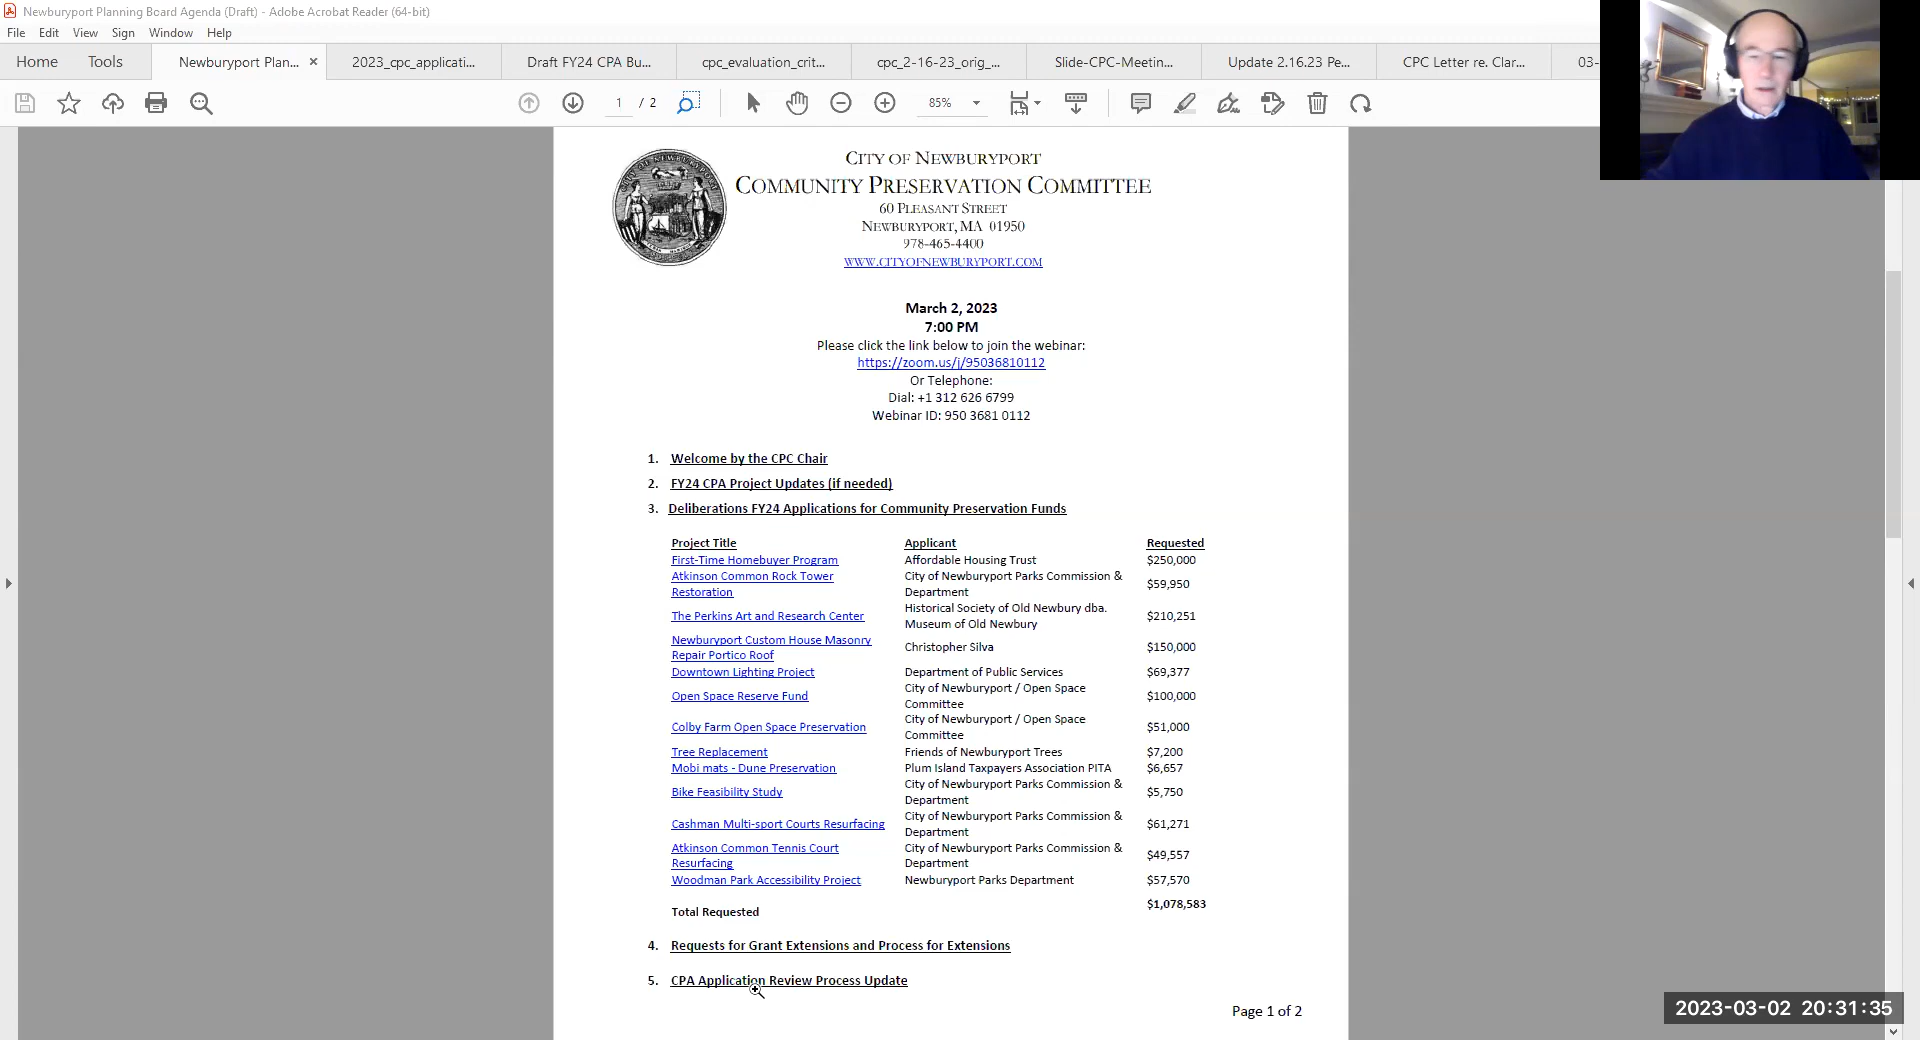 Newburyport Planning Board Agenda (Draft) - Adobe Acrobat Reader (64-bit)
File Edit View Sign Window Help
Home Tools Newburyport Plan... × 2023_cpc_applicati... Draft FY24 CPA Bu... cpc_evaluation_crit... cpc_2-16-23_orig_... Slide-CPC-Meetin... Update 2.16.23 Pe... CPC Letter re. Clar... 03-
1 / 2 85%
CITY OF NEWBURYPORT
COMMUNITY PRESERVATION COMMITTEE
60 PLEASANT STREET
NEWBURYPORT, MA 01950
978-465-4400
WWW.CITYOFNEWBURYPORT.COM
March 2, 2023
7:00 PM
Please click the link below to join the webinar:
https://zoom.us/j/95036810112
Or Telephone:
Dial: +1 312 626 6799
Webinar ID: 950 3681 0112
1. Welcome by the CPC Chair
2. FY24 CPA Project Updates (if needed)
3. Deliberations FY24 Applications for Community Preservation Funds
Project Title Applicant Requested
First-Time Homebuyer Program Affordable Housing Trust $250,000
Atkinson Common Rock Tower City of Newburyport Parks Commission &
Restoration Department $59,950
The Perkins Art and Research Center Historical Society of Old Newbury dba.
Museum of Old Newbury $210,251
Newburyport Custom House Masonry
Repair Portico Roof Christopher Silva $150,000
Downtown Lighting Project Department of Public Services $69,377
Open Space Reserve Fund City of Newburyport / Open Space
Committee $100,000
Colby Farm Open Space Preservation City of Newburyport / Open Space
Committee $51,000
Tree Replacement Friends of Newburyport Trees $7,200
Mobi mats - Dune Preservation Plum Island Taxpayers Association PITA $6,657
Bike Feasibility Study City of Newburyport Parks Commission &
Department $5,750
Cashman Multi-sport Courts Resurfacing City of Newburyport Parks Commission &
Department $61,271
Atkinson Common Tennis Court City of Newburyport Parks Commission &
Resurfacing Department $49,557
Woodman Park Accessibility Project Newburyport Parks Department $57,570
Total Requested $1,078,583
4. Requests for Grant Extensions and Process for Extensions
5. CPA Application Review Process Update
Page 1 of 2
2023-03-02 20:31:35